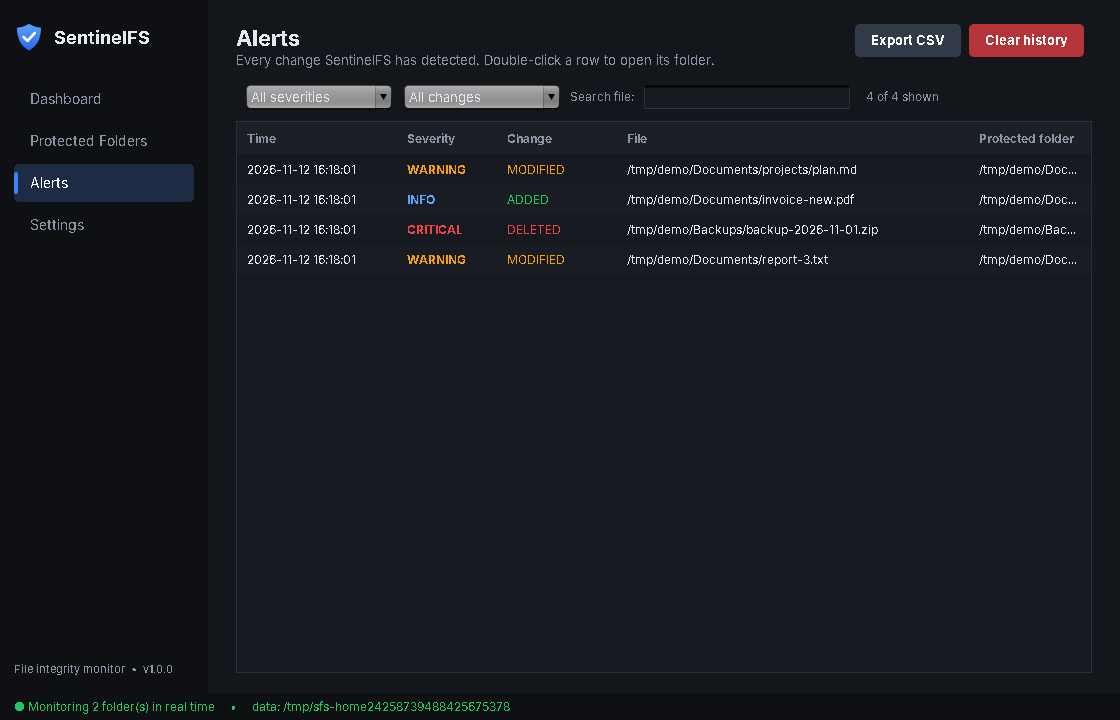 SentinelFS
Dashboard
Protected Folders
Alerts
Settings
File integrity monitor • v1.0.0
Alerts
Every change SentinelFS has detected. Double-click a row to open its folder.
Export CSV
Clear history
All severities
All changes
Search file:
4 of 4 shown
Time Severity Change File Protected folder
2026-11-12 16:18:01 WARNING MODIFIED /tmp/demo/Documents/projects/plan.md /tmp/demo/Doc...
2026-11-12 16:18:01 INFO ADDED /tmp/demo/Documents/invoice-new.pdf /tmp/demo/Doc...
2026-11-12 16:18:01 CRITICAL DELETED /tmp/demo/Backups/backup-2026-11-01.zip /tmp/demo/Bac...
2026-11-12 16:18:01 WARNING MODIFIED /tmp/demo/Documents/report-3.txt /tmp/demo/Doc...
Monitoring 2 folder(s) in real time • data: /tmp/sfs-home24258739488425675378